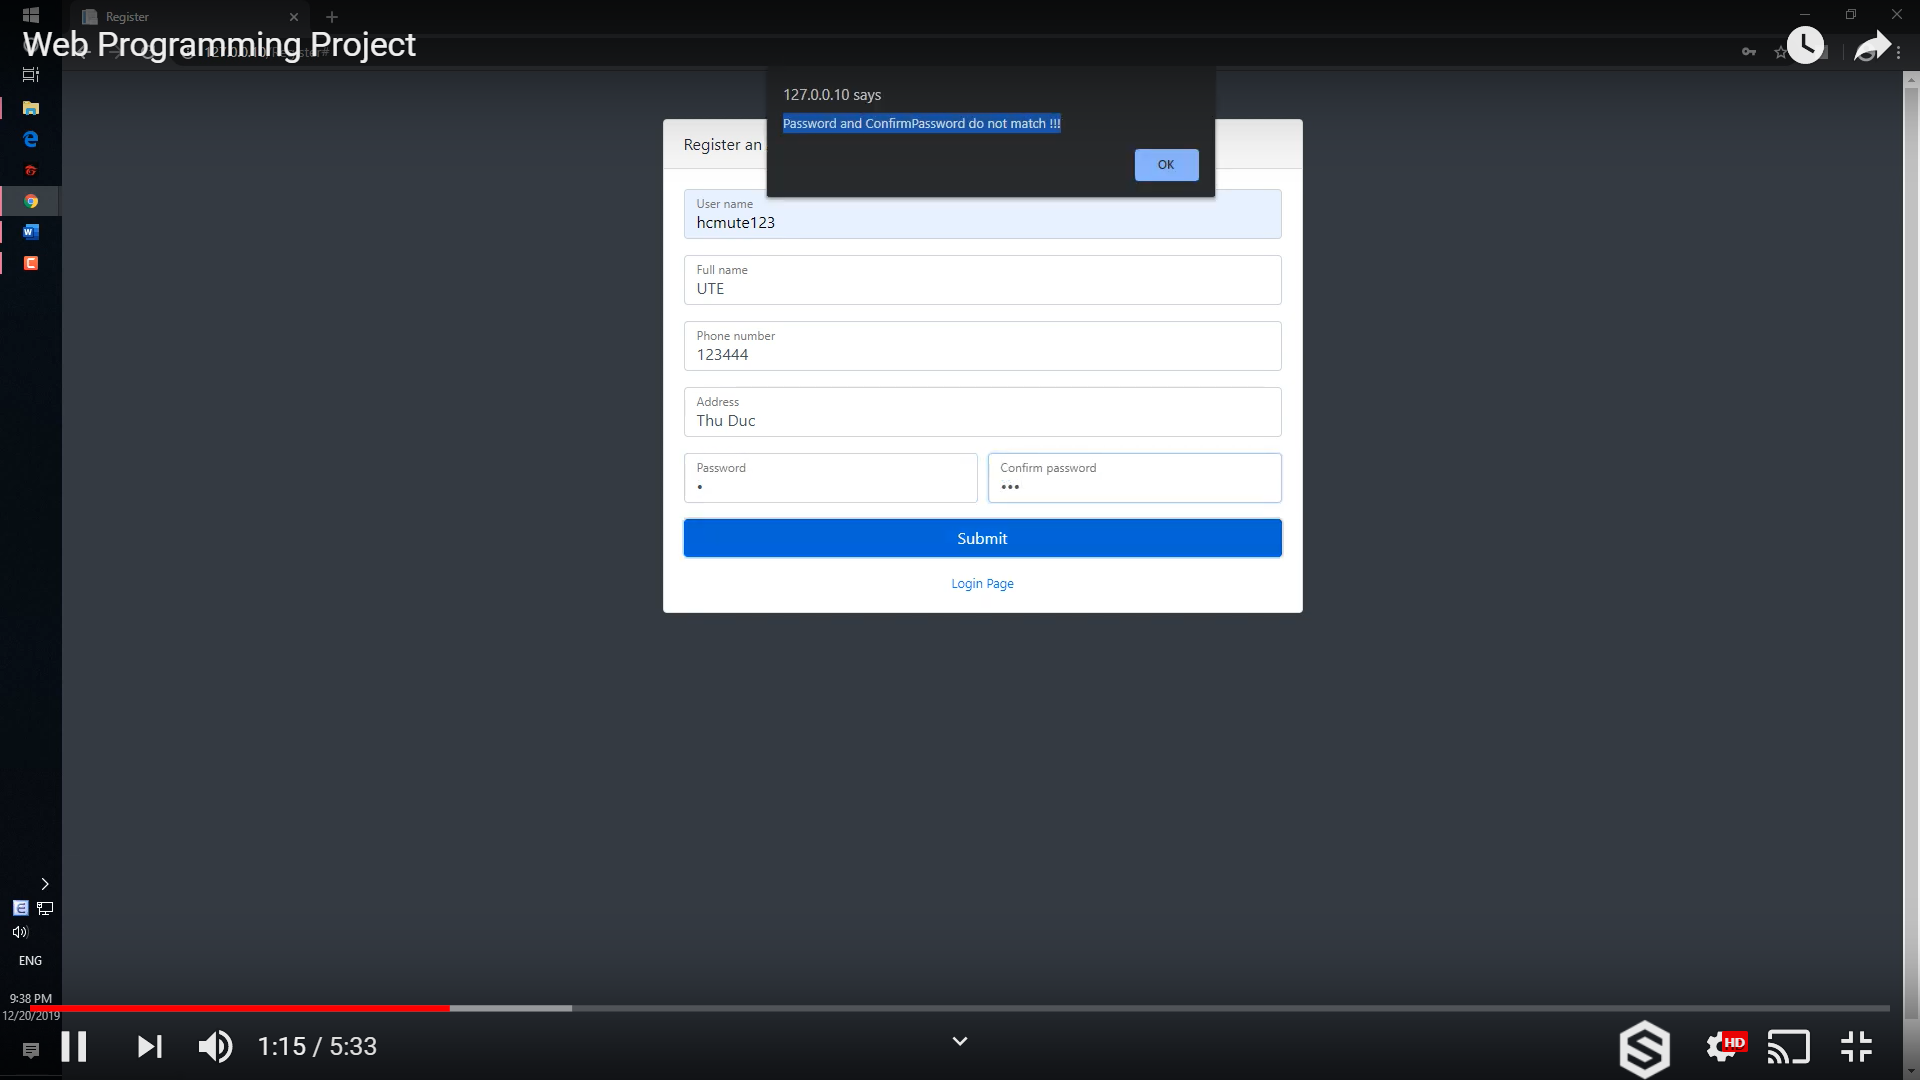 Register
Web Programming Project
127.0.0.10 says
Password and ConfirmPassword do not match !!!
OK
Register an
User name
hcmute123
Full name
UTE
Phone number
123444
Address
Thu Duc
Password
Confirm password
Submit
Login Page
ENG
9:38 PM
12/20/2019
1:15 / 5:33
HD